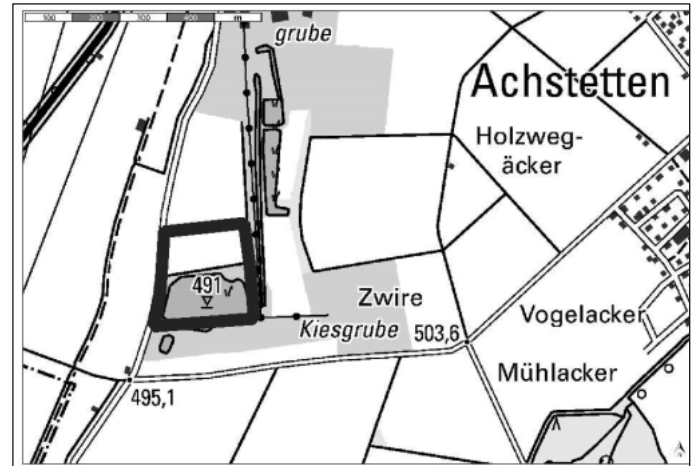 100 200 300 400 m
grube
Achstetten
Holzweg-
äcker
491
Zwire
Kiesgrube
503,6
Vogelacker
Mühlacker
495,1